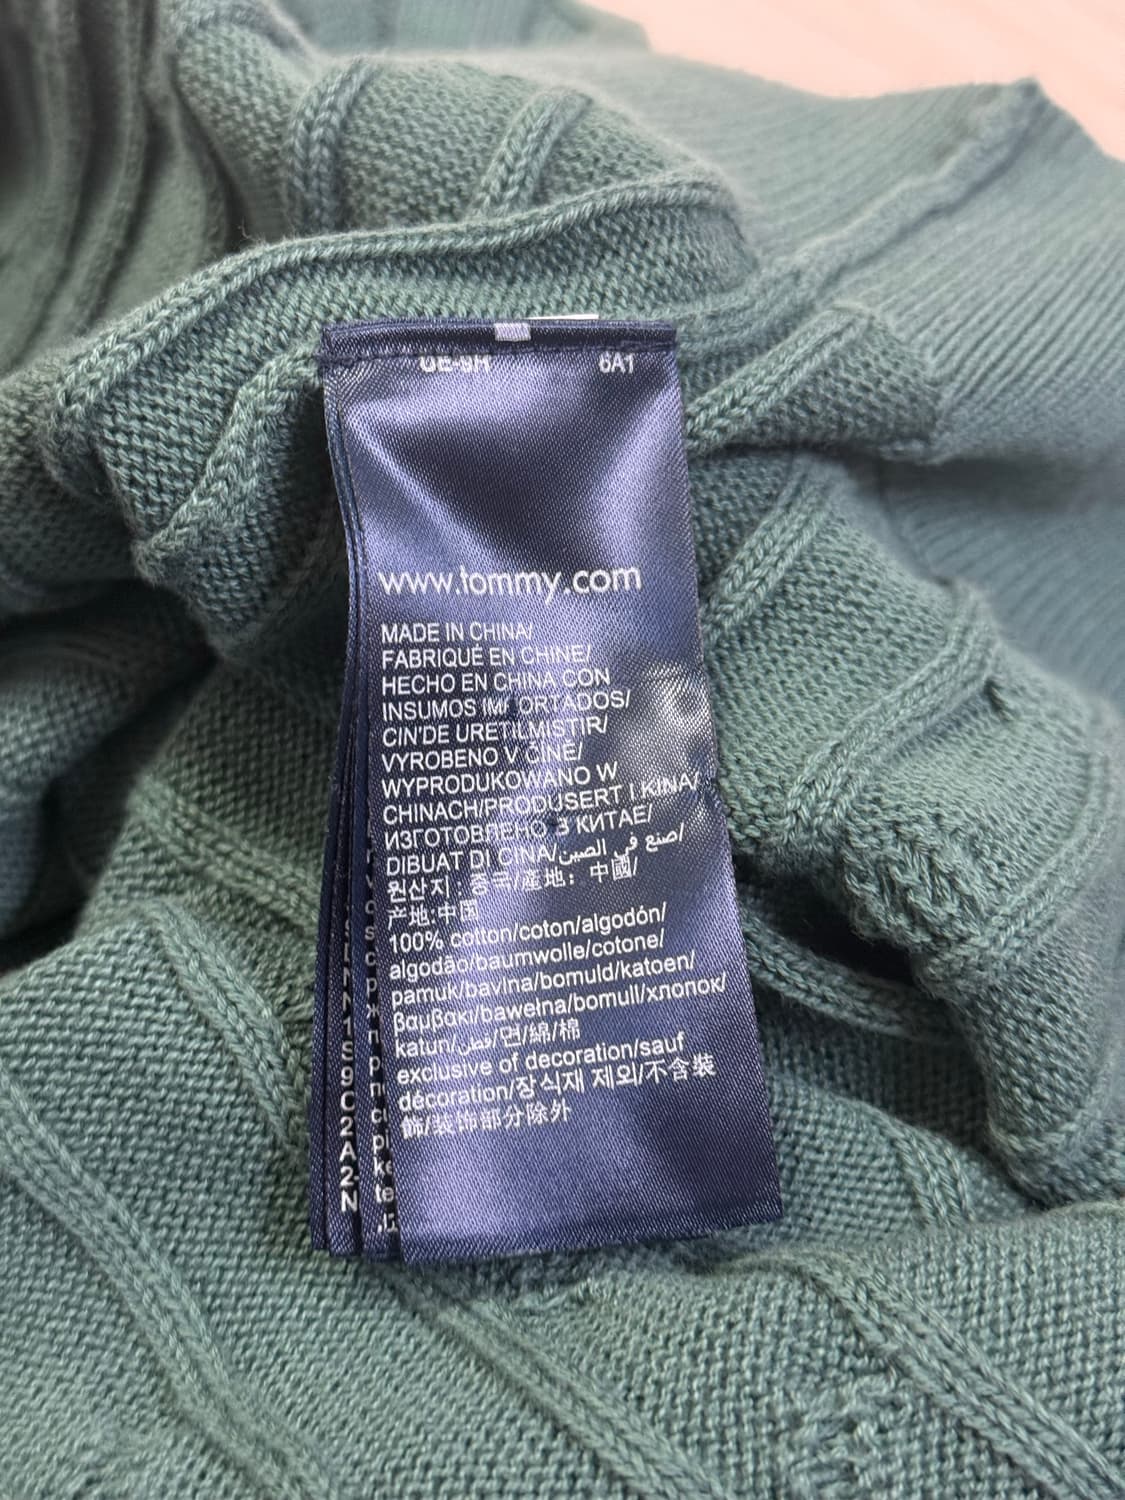 6A1
www.tommy.com
MADE IN CHINA/
FABRIQUÉ EN CHINE/
HECHO EN CHINA CON
INSUMOS IMPORTADOS/
CIN'DE URETILMISTIR/
VYROBENO V ČÍNĚ/
WYPRODUKOWANO W
CHINACH/PRODUSERT I KINA/
ИЗГОТОВЛЕНО В КИТАЕ/
DIBUAT DI CINA/صنع في الصين/
원산지 : 중국/產地: 中國/
产地:中国
100% cotton/coton/algodón/
algodão/baumwolle/cotone/
pamuk/bavlna/bomuld/katoen/
βαμβακι/bawełna/bomull/хлопок/
katun/قطن/면/綿/棉
exclusive of decoration/sauf
décoration/장식재 제외/不含裝
飾/装饰部分除外